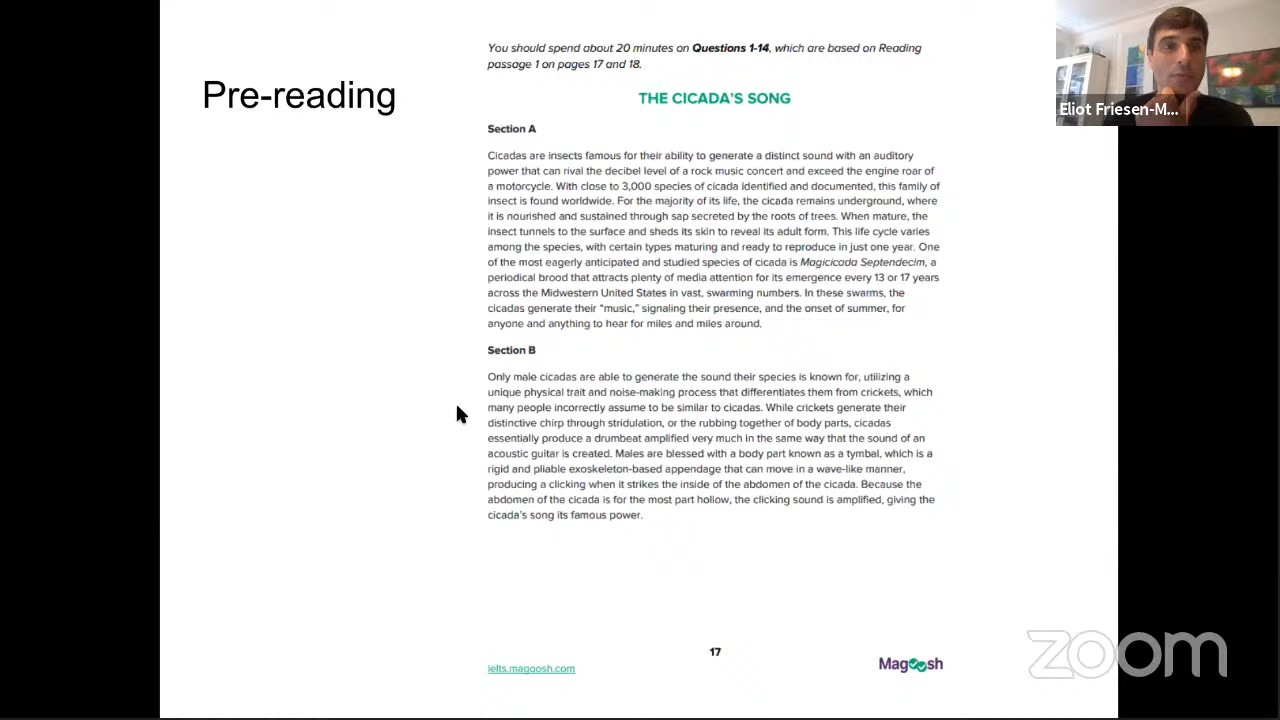 Pre-reading
You should spend about 20 minutes on Questions 1-14, which are based on Reading
passage 1 on pages 17 and 18.
THE CICADA'S SONG
Section A
Cicadas are insects famous for their ability to generate a distinct sound with an auditory
power that can rival the decibel level of a rock music concert and exceed the engine roar of
a motorcycle. With close to 3,000 species of cicada identified and documented, this family of
insect is found worldwide. For the majority of its life, the cicada remains underground, where
it is nourished and sustained through sap secreted by the roots of trees. When mature, the
insect tunnels to the surface and sheds its skin to reveal its adult form. This life cycle varies
among the species, with certain types maturing and ready to reproduce in just one year. One
of the most eagerly anticipated and studied species of cicada is Magicicada Septendecim, a
periodical brood that attracts plenty of media attention for its emergence every 13 or 17 years
across the Midwestern United States in vast, swarming numbers. In these swarms, the
cicadas generate their “music,” signaling their presence, and the onset of summer, for
anyone and anything to hear for miles and miles around.
Section B
Only male cicadas are able to generate the sound their species is known for, utilizing a
unique physical trait and noise-making process that differentiates them from crickets, which
many people incorrectly assume to be similar to cicadas. While crickets generate their
distinctive chirp through stridulation, or the rubbing together of body parts, cicadas
essentially produce a drumbeat amplified very much in the same way that the sound of an
acoustic guitar is created. Males are blessed with a body part known as a tymbal, which is a
rigid and pliable exoskeleton-based appendage that can move in a wave-like manner,
producing a clicking when it strikes the inside of the abdomen of the cicada. Because the
abdomen of the cicada is for the most part hollow, the clicking sound is amplified, giving the
cicada's song its famous power.
17
ielts.magoosh.com
Magoosh
Eliot Friesen-M...
zoom